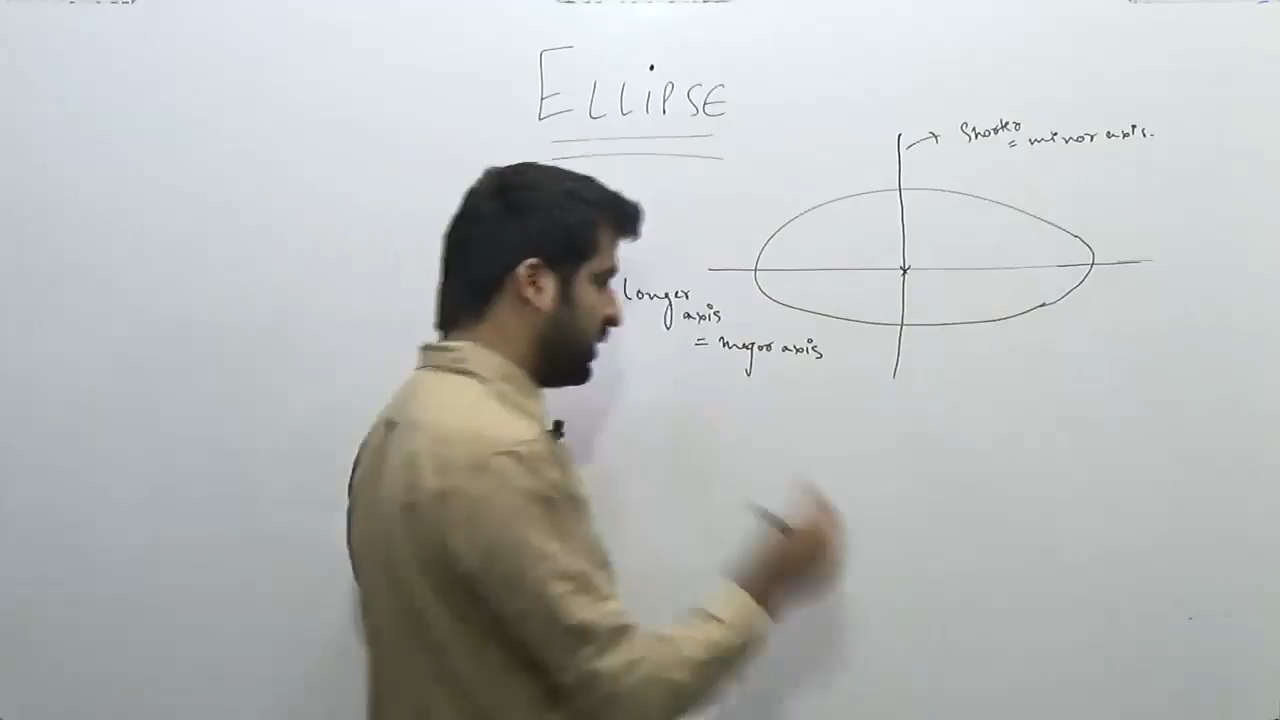 ELLiPSE
Shorter
= minor axis.
longer
axis
= major axis